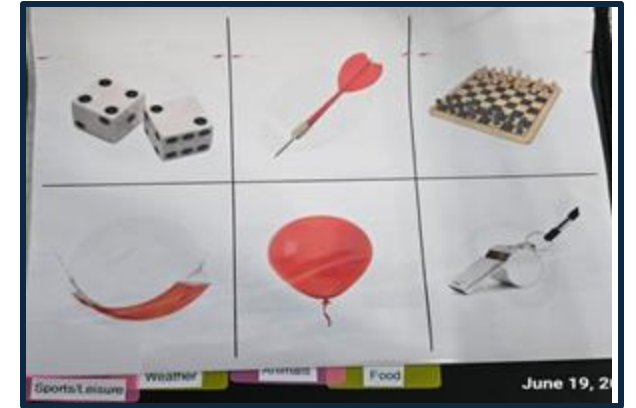 Sports/Leisure
Weather
Animals
Food
June 19, 20